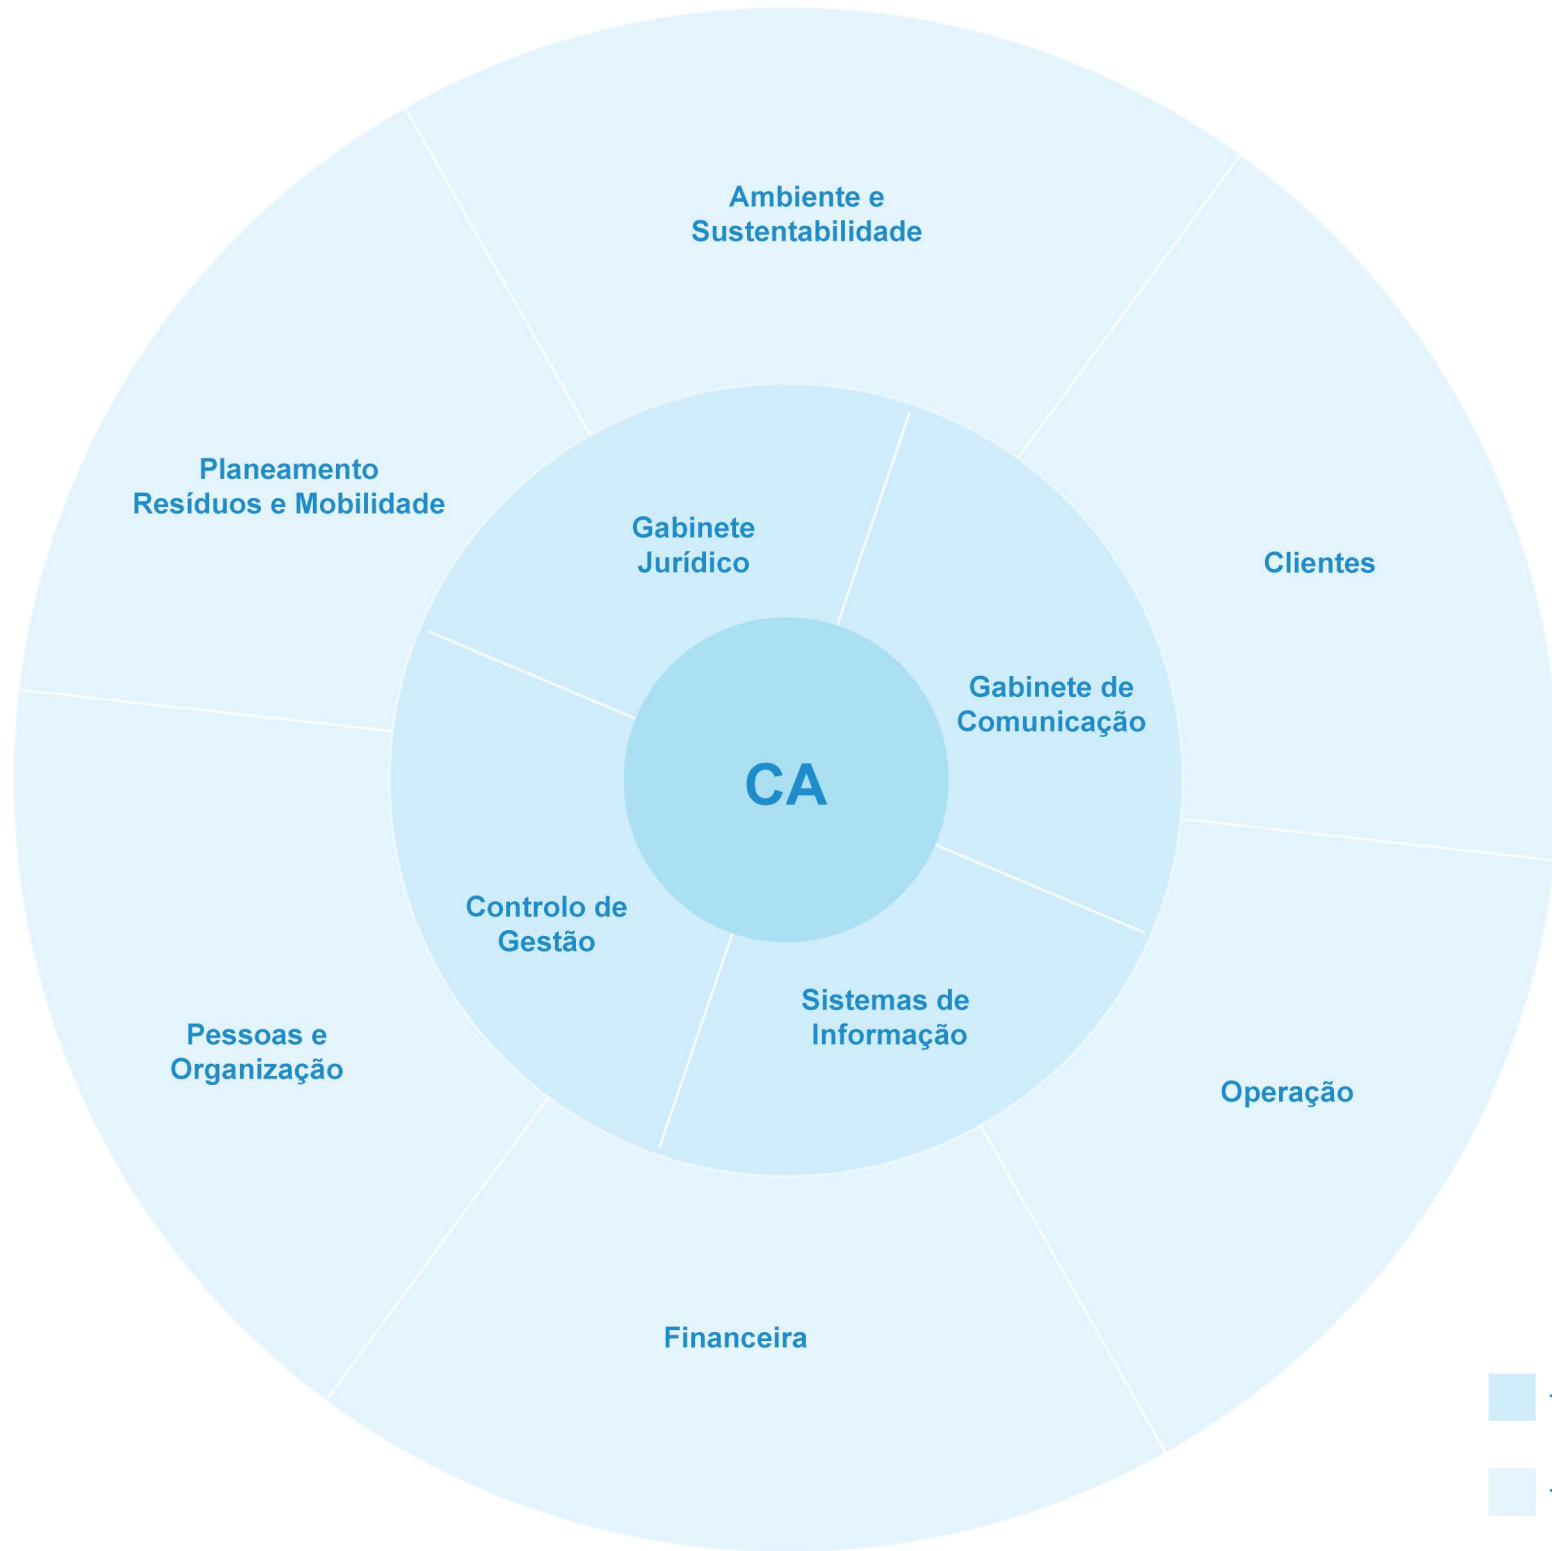 Ambiente e
Sustentabilidade
Planeamento
Resíduos e Mobilidade
Gabinete
Jurídico
Clientes
Gabinete de
Comunicação
CA
Controlo de
Gestão
Sistemas de
Informação
Pessoas e
Organização
Operação
Financeira